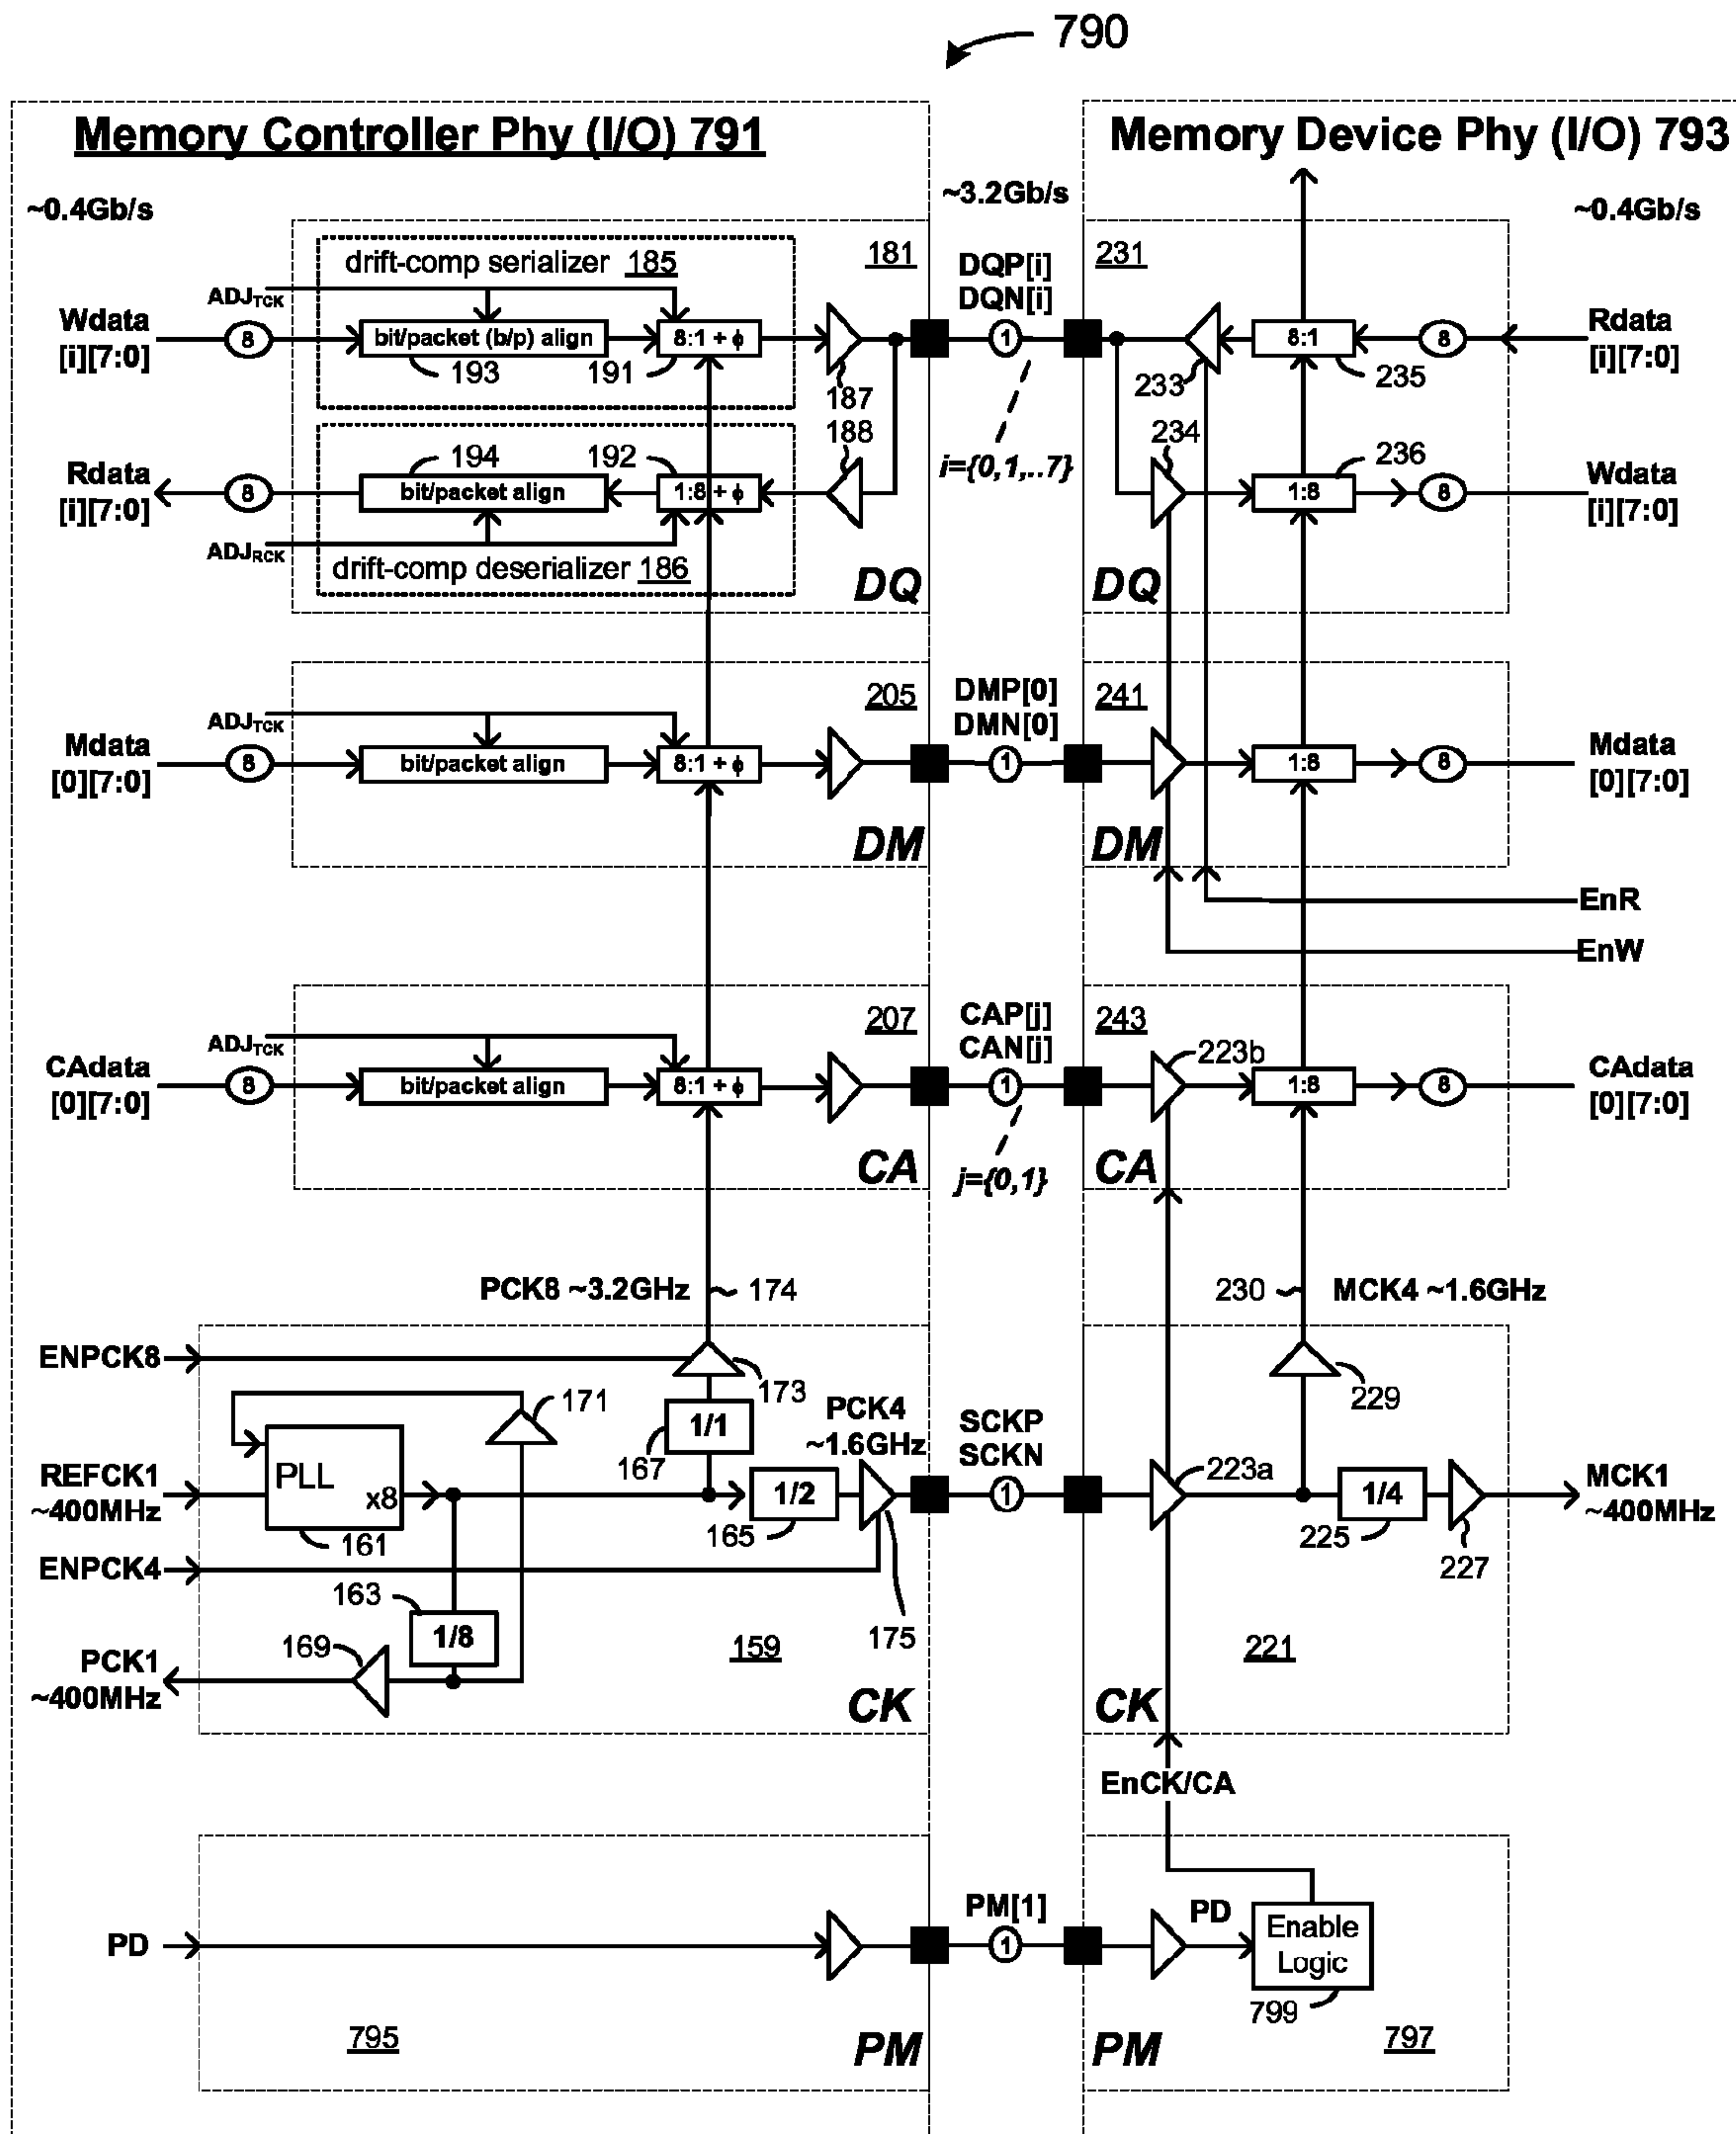 790
Memory Controller Phy (I/O) 791
Memory Device Phy (I/O) 793
~0.4Gb/s
~3.2Gb/s
~0.4Gb/s
drift-comp serializer 185
181
DQP[i]
DQN[i]
231
ADJTCK
Wdata
[i][7:0]
8
bit/packet (b/p) align
8:1 + ϕ
193
191
187
1
233
8:1
235
8
Rdata
[i][7:0]
i={0,1,..7}
Rdata
[i][7:0]
8
194
bit/packet align
192
1:8 + ϕ
188
234
1:8
236
8
Wdata
[i][7:0]
ADJRCK
drift-comp deserializer 186
DQ
DQ
205
DMP[0]
DMN[0]
241
ADJTCK
Mdata
[0][7:0]
8
bit/packet align
8:1 + ϕ
1
1:8
8
Mdata
[0][7:0]
DM
DM
EnR
EnW
207
CAP[j]
CAN[j]
243
ADJTCK
CAdata
[0][7:0]
8
bit/packet align
8:1 + ϕ
1
223b
1:8
8
CAdata
[0][7:0]
CA
j={0,1}
CA
PCK8 ~3.2GHz
174
230
MCK4 ~1.6GHz
ENPCK8
171
173
229
1/1
167
PCK4
~1.6GHz
SCKP
SCKN
REFCK1
~400MHz
PLL
x8
161
1/2
165
1
223a
1/4
225
227
MCK1
~400MHz
ENPCK4
163
1/8
169
175
PCK1
~400MHz
159
CK
221
CK
EnCK/CA
PD
PM[1]
1
PD
Enable
Logic
799
795
PM
PM
797